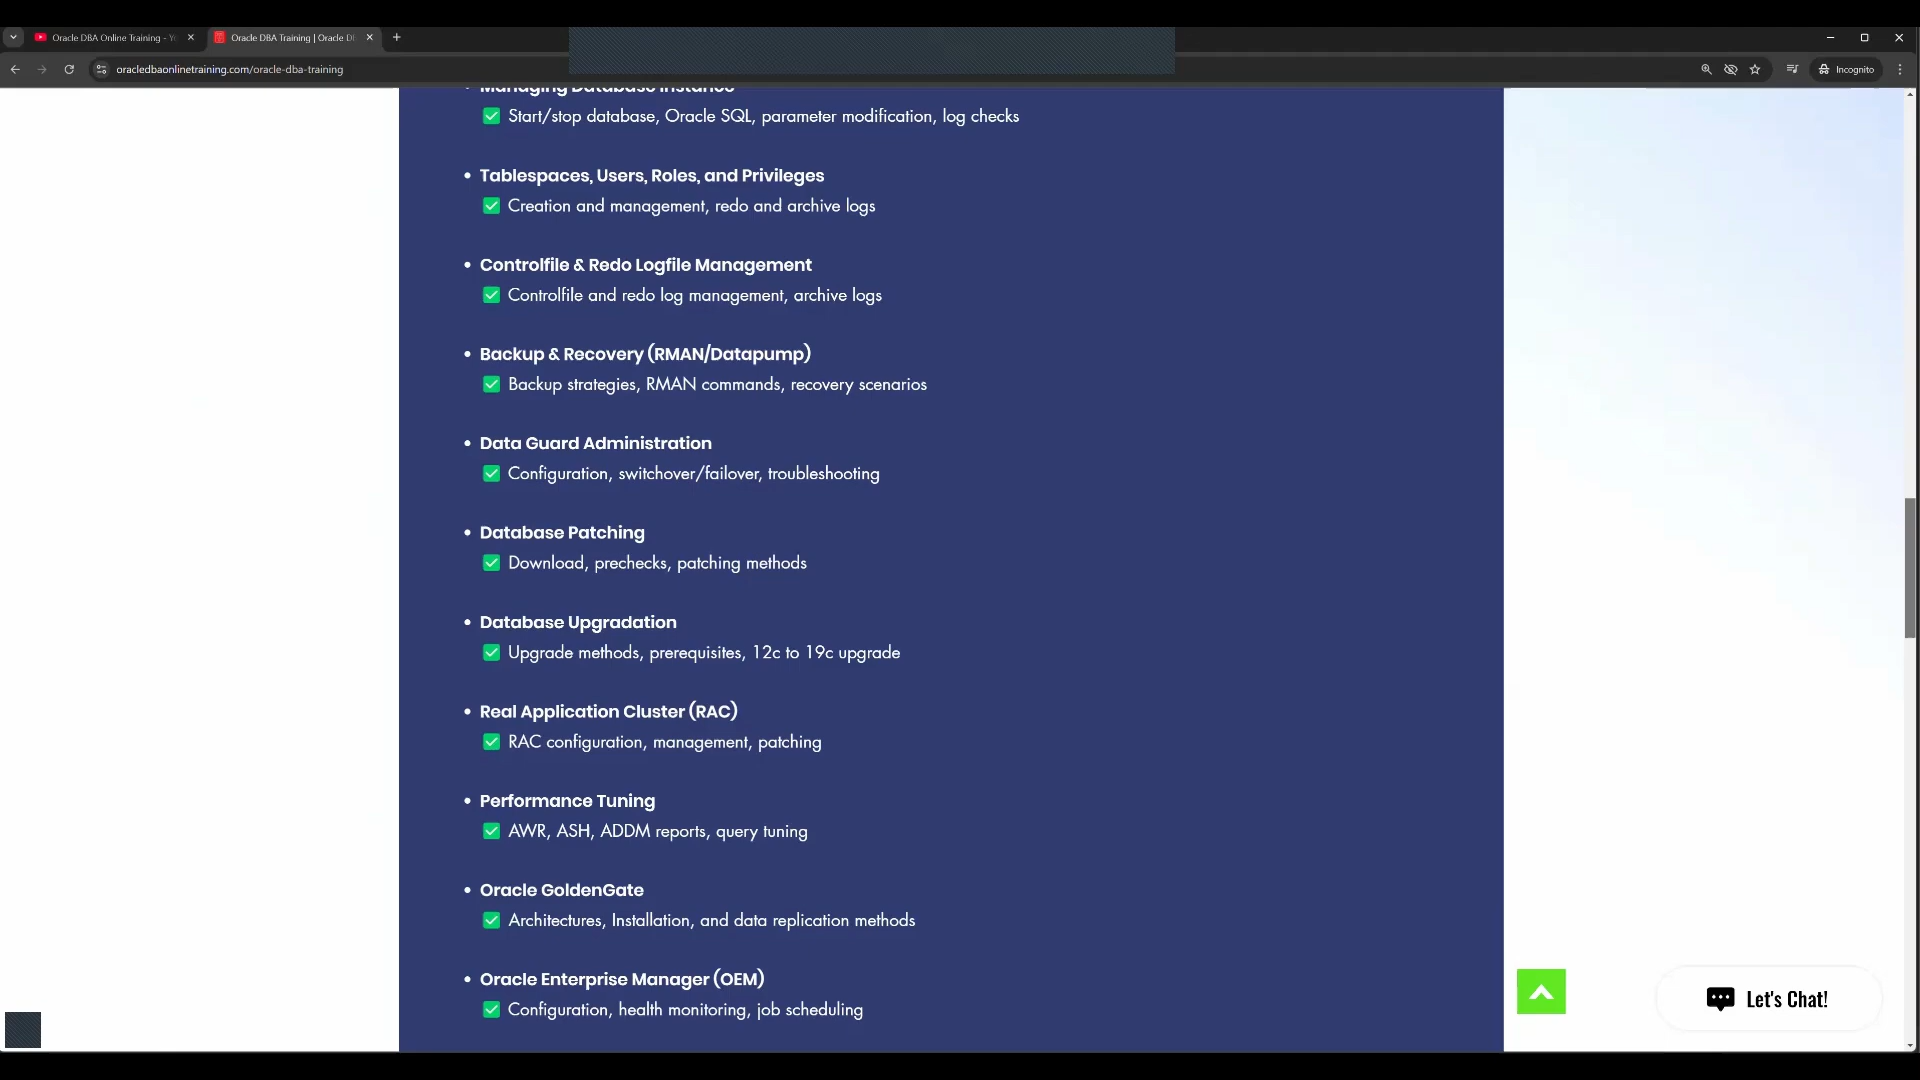 Oracle DBA Online Training - Y
Oracle DBA Training | Oracle D
oracledbaonlinetraining.com/oracle-dba-training
Incognito
Managing Database Instance
Start/stop database, Oracle SQL, parameter modification, log checks
Tablespaces, Users, Roles, and Privileges
Creation and management, redo and archive logs
Controlfile & Redo Logfile Management
Controlfile and redo log management, archive logs
Backup & Recovery (RMAN/Datapump)
Backup strategies, RMAN commands, recovery scenarios
Data Guard Administration
Configuration, switchover/failover, troubleshooting
Database Patching
Download, prechecks, patching methods
Database Upgradation
Upgrade methods, prerequisites, 12c to 19c upgrade
Real Application Cluster (RAC)
RAC configuration, management, patching
Performance Tuning
AWR, ASH, ADDM reports, query tuning
Oracle GoldenGate
Architectures, Installation, and data replication methods
Oracle Enterprise Manager (OEM)
Configuration, health monitoring, job scheduling
Let's Chat!